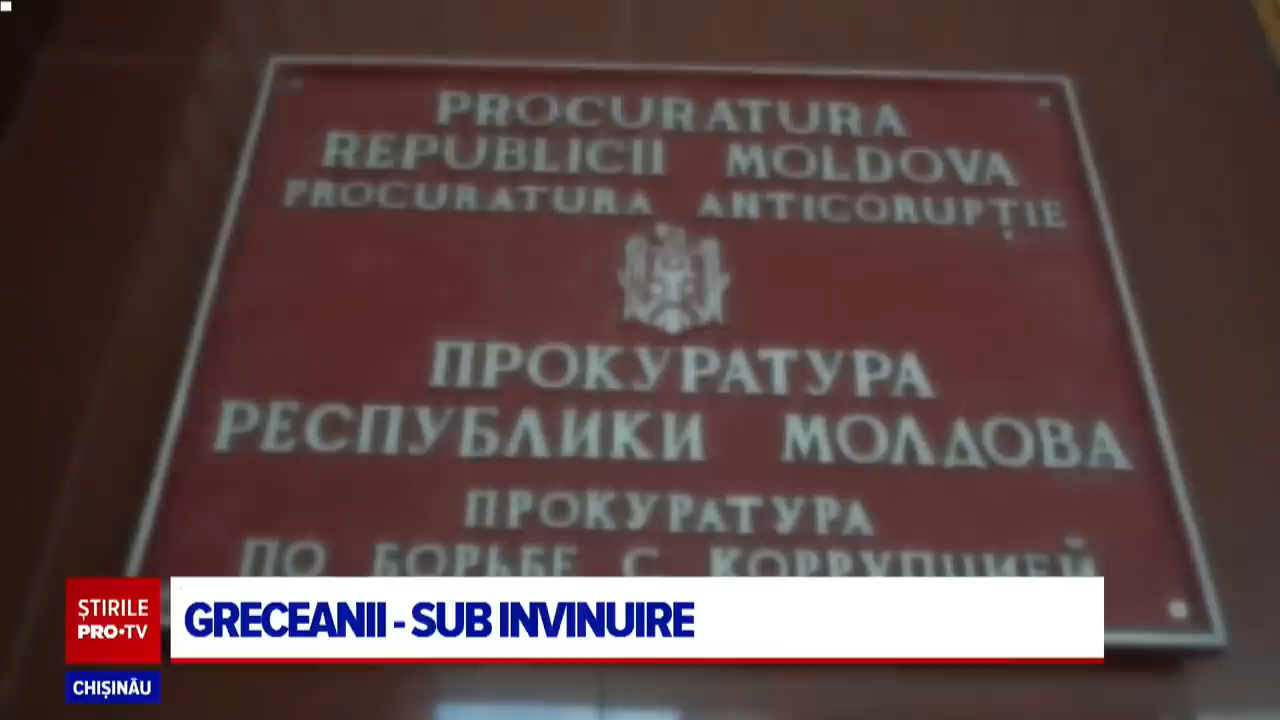 PROCURATURA
REPUBLICII MOLDOVA
PROCURATURA ANTICORUPȚIE
ПРОКУРАТУРА
РЕСПУБЛИКИ МОЛДОВА
ПРОКУРАТУРА
ПО БОРЬБЕ С КОРРУПЦИЕЙ
ȘTIRILE
PRO•TV
CHIȘINĂU
GRECEANII - SUB INVINUIRE